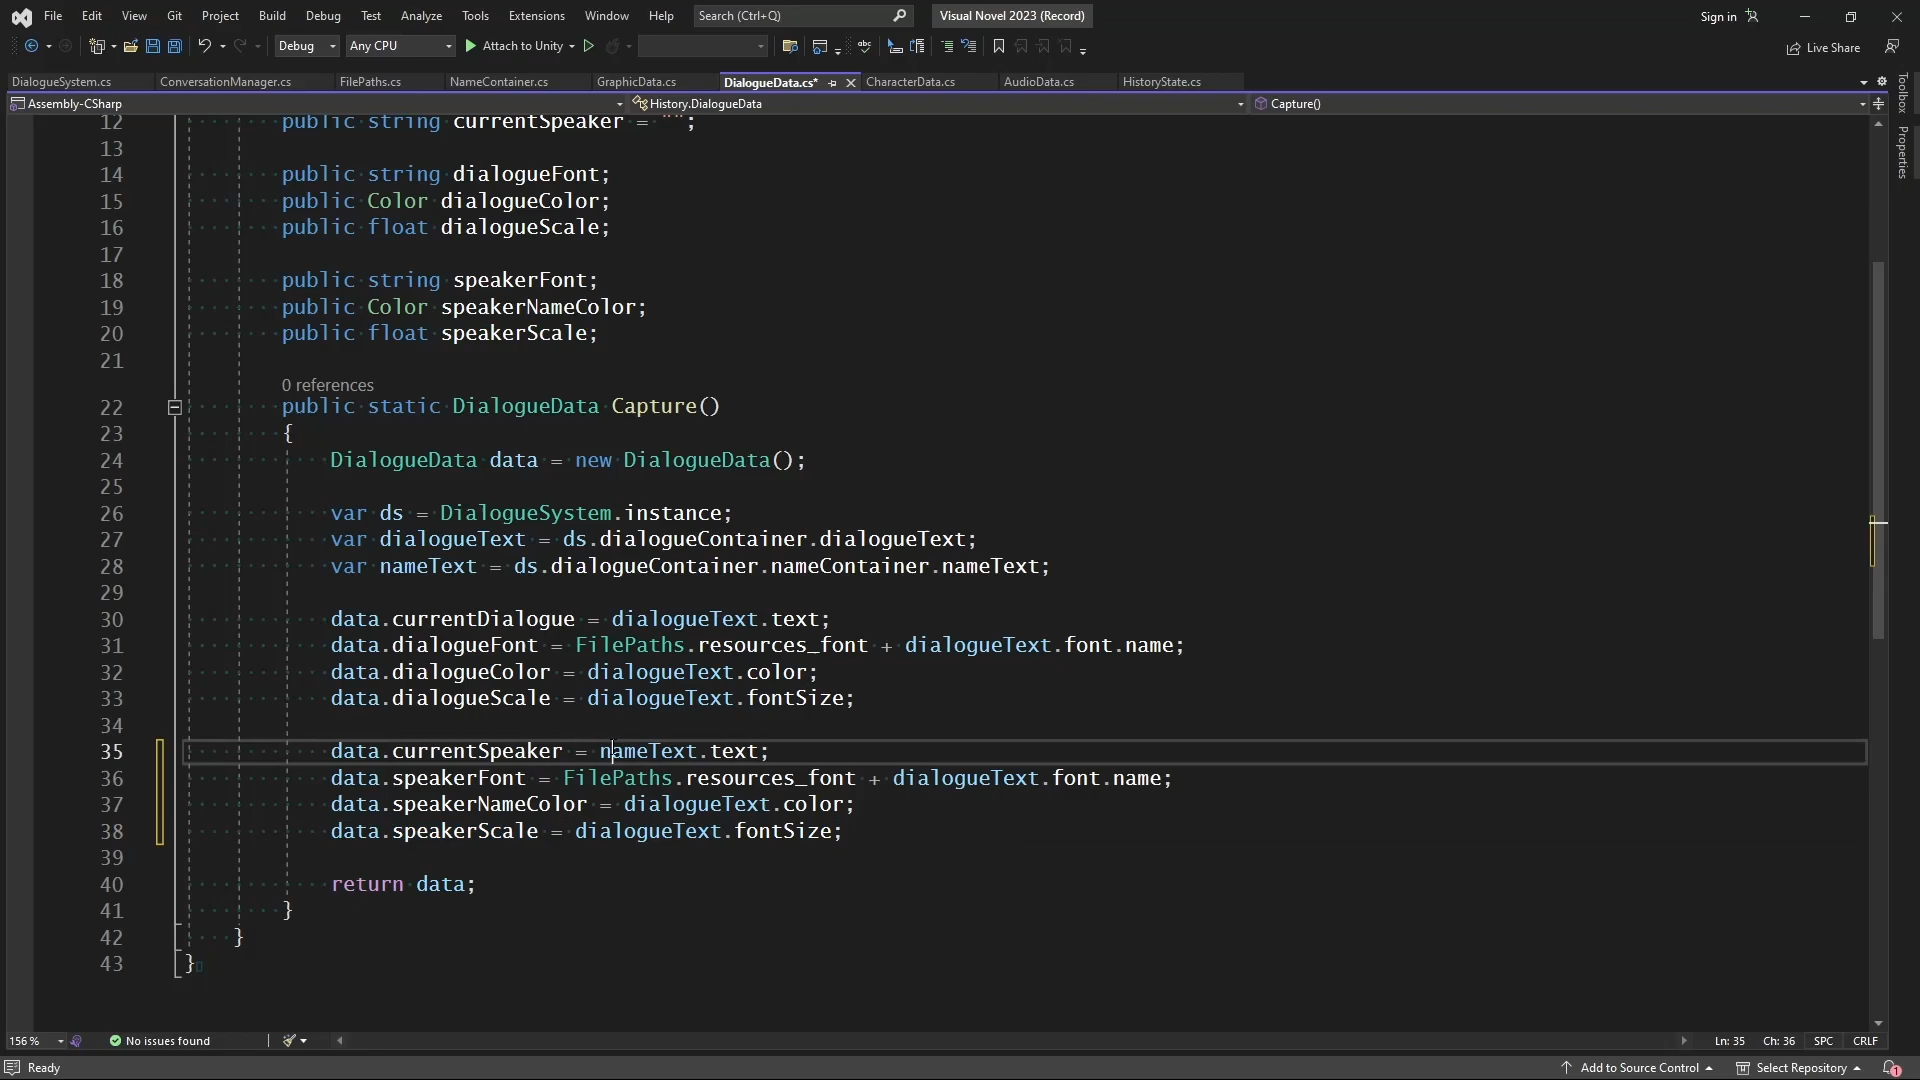 File Edit View Git Project Build Debug Test Analyze Tools Extensions Window Help Search (Ctrl+Q) Visual Novel 2023 (Record) Sign in
Debug Any CPU Attach to Unity Live Share
DialogueSystem.cs ConversationManager.cs FilePaths.cs NameContainer.cs GraphicData.cs DialogueData.cs* CharacterData.cs AudioData.cs HistoryState.cs
Assembly-CSharp History.DialogueData Capture()
Toolbox
Properties
12 public string currentSpeaker = "";
13
14 public string dialogueFont;
15 public Color dialogueColor;
16 public float dialogueScale;
17
18 public string speakerFont;
19 public Color speakerNameColor;
20 public float speakerScale;
21
0 references
22 public static DialogueData Capture()
23 {
24 DialogueData data = new DialogueData();
25
26 var ds = DialogueSystem.instance;
27 var dialogueText = ds.dialogueContainer.dialogueText;
28 var nameText = ds.dialogueContainer.nameContainer.nameText;
29
30 data.currentDialogue = dialogueText.text;
31 data.dialogueFont = FilePaths.resources_font + dialogueText.font.name;
32 data.dialogueColor = dialogueText.color;
33 data.dialogueScale = dialogueText.fontSize;
34
35 data.currentSpeaker = nameText.text;
36 data.speakerFont = FilePaths.resources_font + dialogueText.font.name;
37 data.speakerNameColor = dialogueText.color;
38 data.speakerScale = dialogueText.fontSize;
39
40 return data;
41 }
42 }
43 }
156 % No issues found Ln: 35 Ch: 36 SPC CRLF
Ready Add to Source Control Select Repository 1